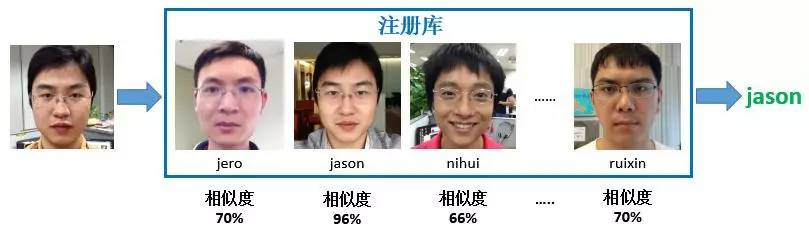 注册库
jero
jason
nihui
......
ruixin
jason
相似度
70%
相似度
96%
相似度
66%
.....
相似度
70%